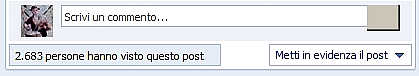 Scrivi un commento...
2.683 persone hanno visto questo post
Metti in evidenza il post